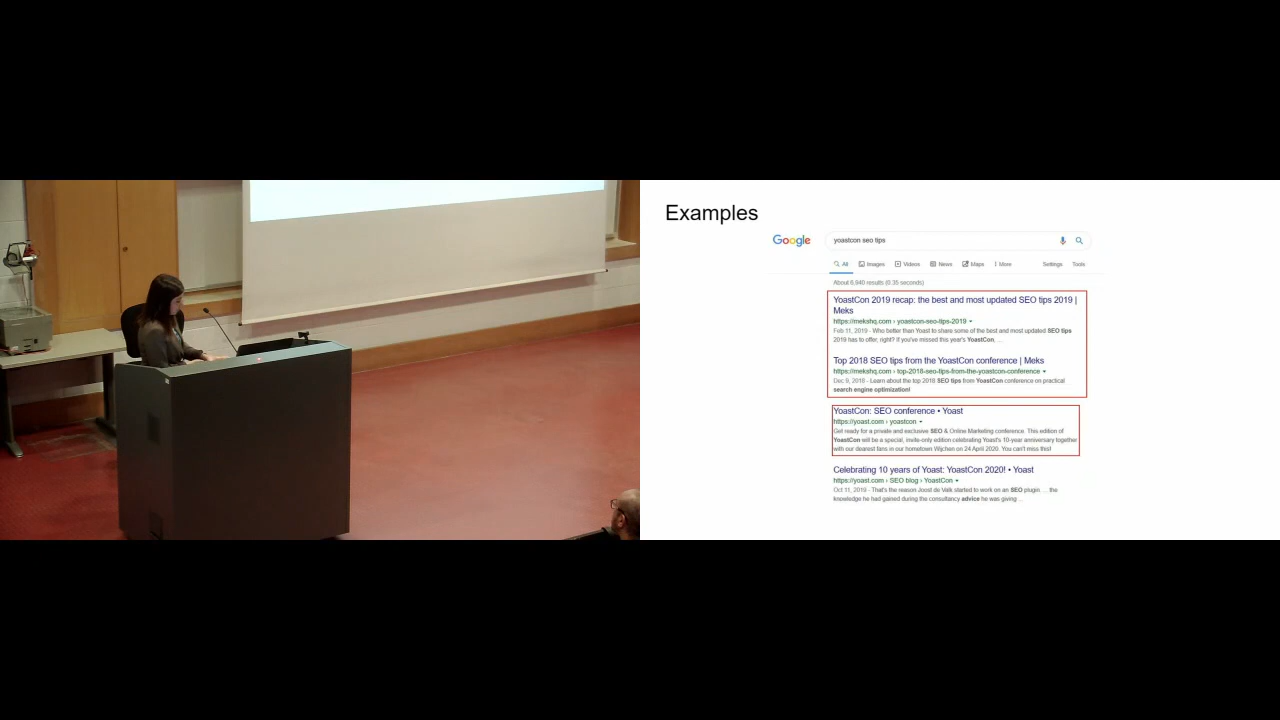 Examples
Google
yoastcon seo tips
All Images Videos News Maps More Settings Tools
About 6,940 results (0.35 seconds)
YoastCon 2019 recap: the best and most updated SEO tips 2019 |
Meks
https://mekshq.com › yoastcon-seo-tips-2019
Feb 11, 2019 - Who better than Yoast to share some of the best and most updated SEO tips
2019 has to offer, right? If you've missed this year's YoastCon, ...
Top 2018 SEO tips from the YoastCon conference | Meks
https://mekshq.com › top-2018-seo-tips-from-the-yoastcon-conference
Dec 9, 2018 - Learn about the top 2018 SEO tips from YoastCon conference on practical
search engine optimization!
YoastCon: SEO conference • Yoast
https://yoast.com › yoastcon
Get ready for a private and exclusive SEO & Online Marketing conference. This edition of
YoastCon will be a special, invite-only edition celebrating Yoast's 10-year anniversary together
with our dearest fans in our hometown Wijchen on 24 April 2020. You can't miss this!
Celebrating 10 years of Yoast: YoastCon 2020! • Yoast
https://yoast.com › SEO blog › YoastCon
Oct 11, 2019 - That's the reason Joost de Valk started to work on an SEO plugin ... the
knowledge he had gained during the consultancy advice he was giving ...